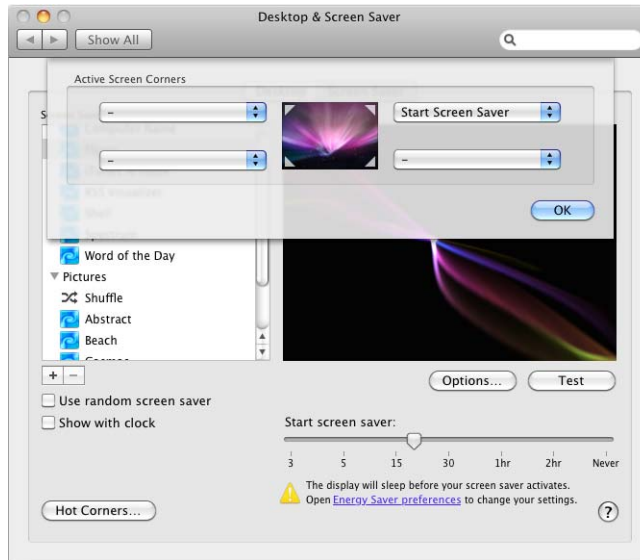 Desktop & Screen Saver
Show All
Active Screen Corners
–
Start Screen Saver
–
–
OK
Word of the Day
Pictures
Shuffle
Abstract
Beach
+ –
Options...
Test
Use random screen saver
Show with clock
Start screen saver:
3 5 15 30 1hr 2hr Never
The display will sleep before your screen saver activates.
Open Energy Saver preferences to change your settings.
Hot Corners...
?